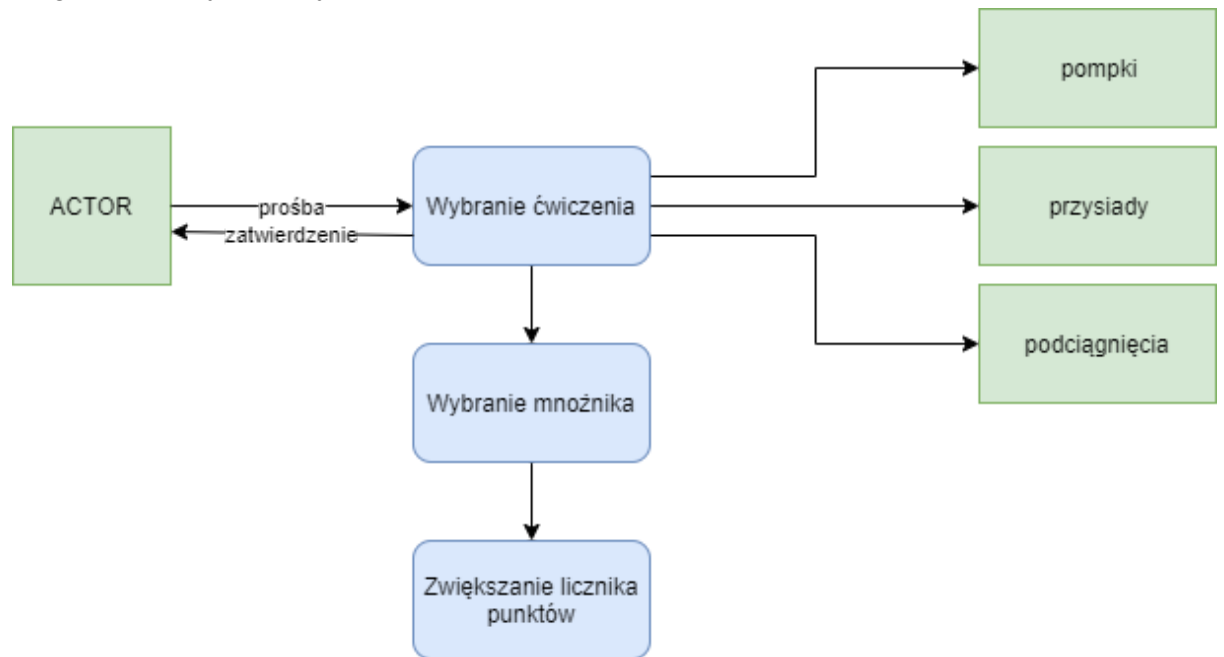 pompki
ACTOR
prośba
zatwierdzenie
Wybranie ćwiczenia
przysiady
podciągnięcia
Wybranie mnożnika
Zwiększanie licznika
punktów